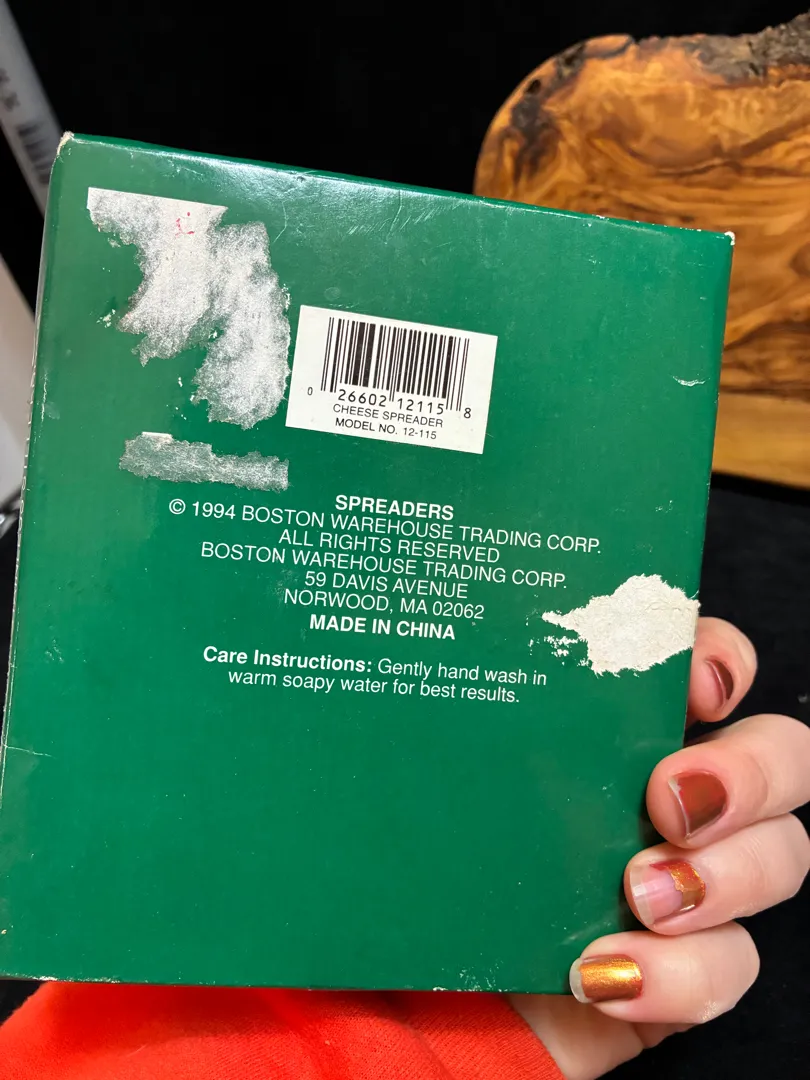 0 26602 12115 8
CHEESE SPREADER
MODEL NO. 12-115
SPREADERS
© 1994 BOSTON WAREHOUSE TRADING CORP.
ALL RIGHTS RESERVED
BOSTON WAREHOUSE TRADING CORP.
59 DAVIS AVENUE
NORWOOD, MA 02062
MADE IN CHINA
Care Instructions: Gently hand wash in
warm soapy water for best results.